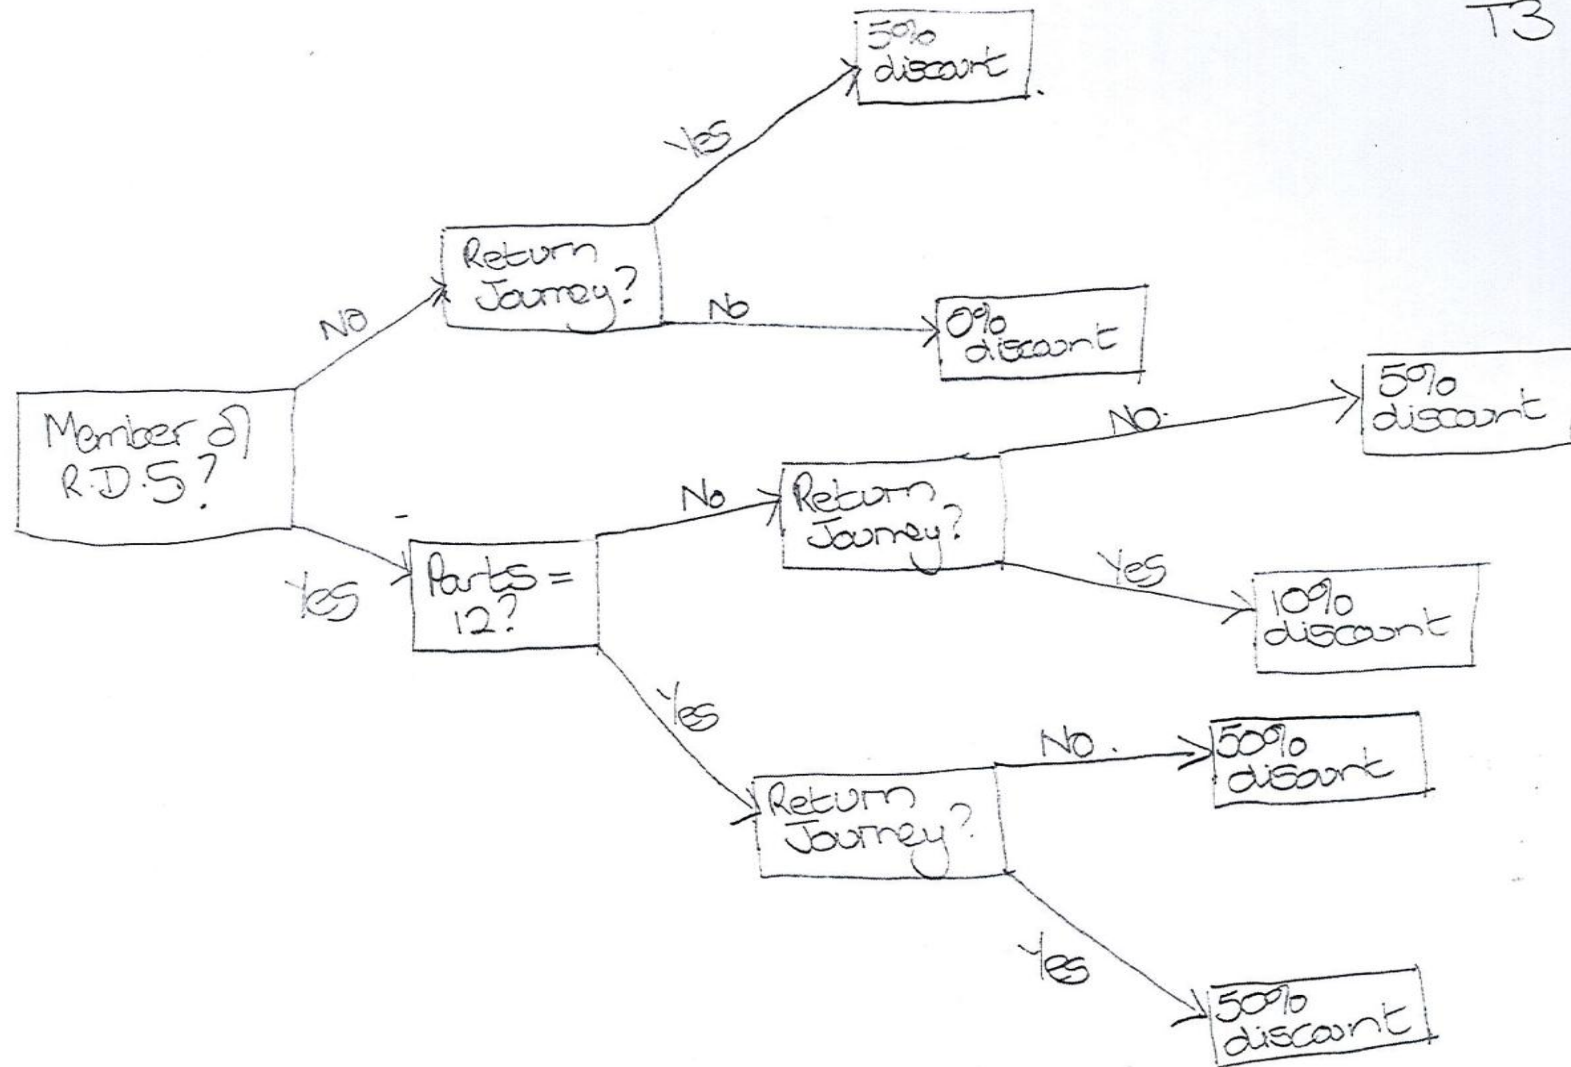 T3
5%
discount
Yes
Return
Journey?
No
0%
discount
NO
Member of
R.D.S?
Yes
Parts =
12?
No
Return
Journey?
NO.
5%
discount
Yes
10%
discount
Yes
Return
Journey?
No.
50%
disount
Yes
50%
discount